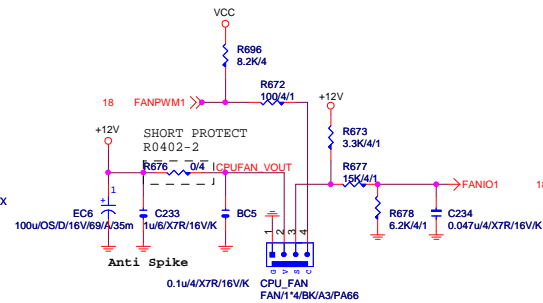 VCC
R696
8.2K/4
18 FANPWM1
R672
100/4/1
+12V
+12V
SHORT PROTECT
R0402-2
R676 0/4 CPUFAN_VOUT
R673
3.3K/4/1
R677
15K/4/1
FANIO1 18
X
1
+
EC6
100u/OS/D/16V/69/A/35m
C233
1u/6/X7R/16V/K
BC5
R678
6.2K/4/1
C234
0.047u/4/X7R/16V/K
Anti Spike
1 2 3 4
G V S C
0.1u/4/X7R/16V/K
CPU_FAN
FAN/1*4/BK/A3/PA66